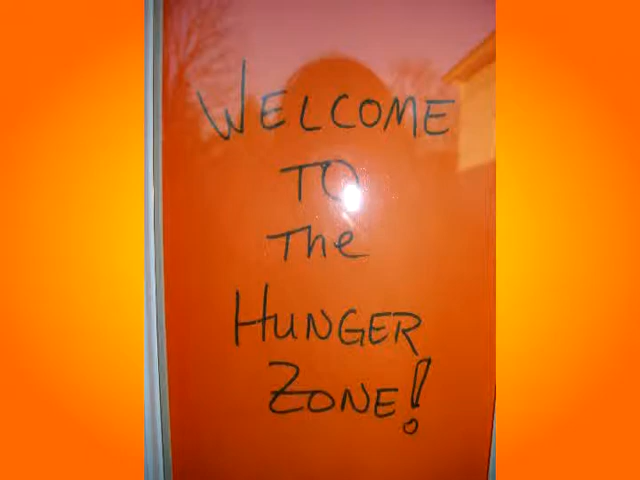 WELCOME
TO
The
HUNGER
ZONE!